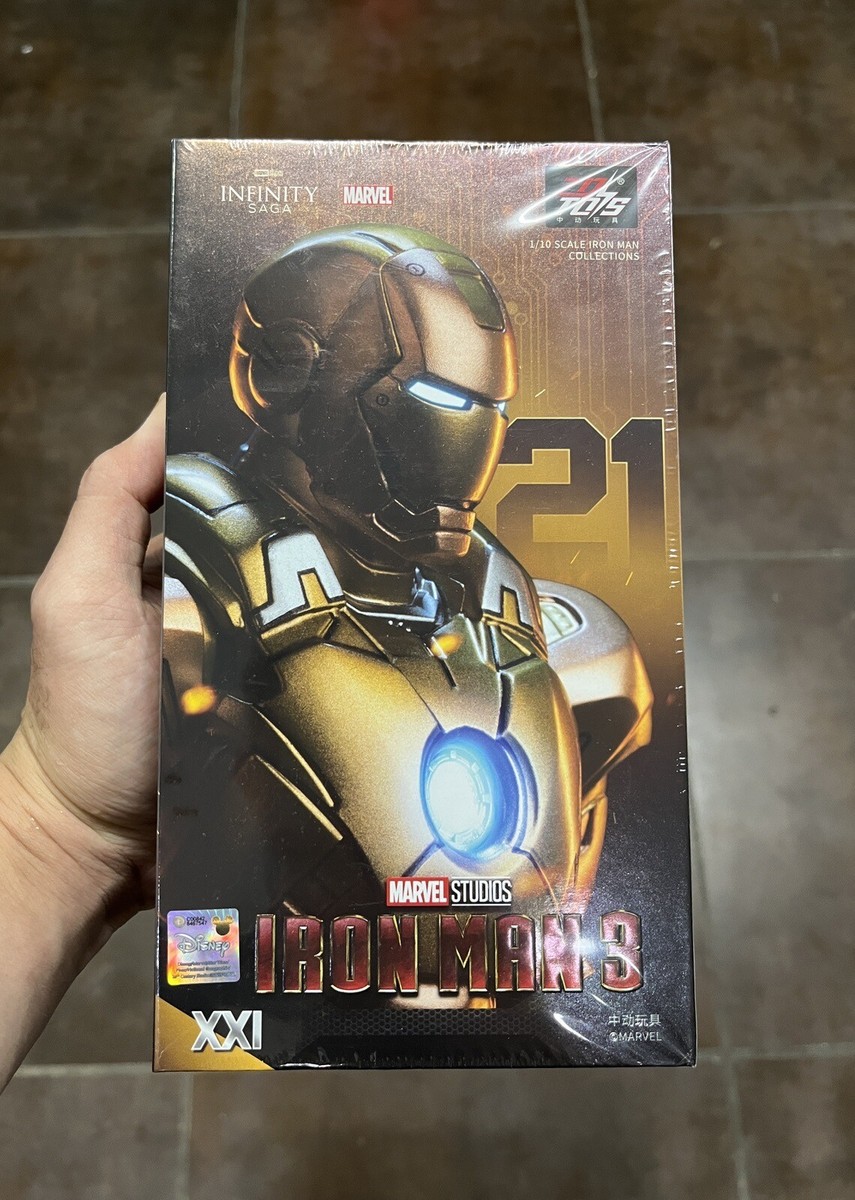 INFINITY
SAGA
MARVEL
ZD
TOYS®
中动玩具
1/10 SCALE IRON MAN
COLLECTIONS
21
MARVEL STUDIOS
IRON MAN 3
Disney
XXI
中动玩具
©MARVEL